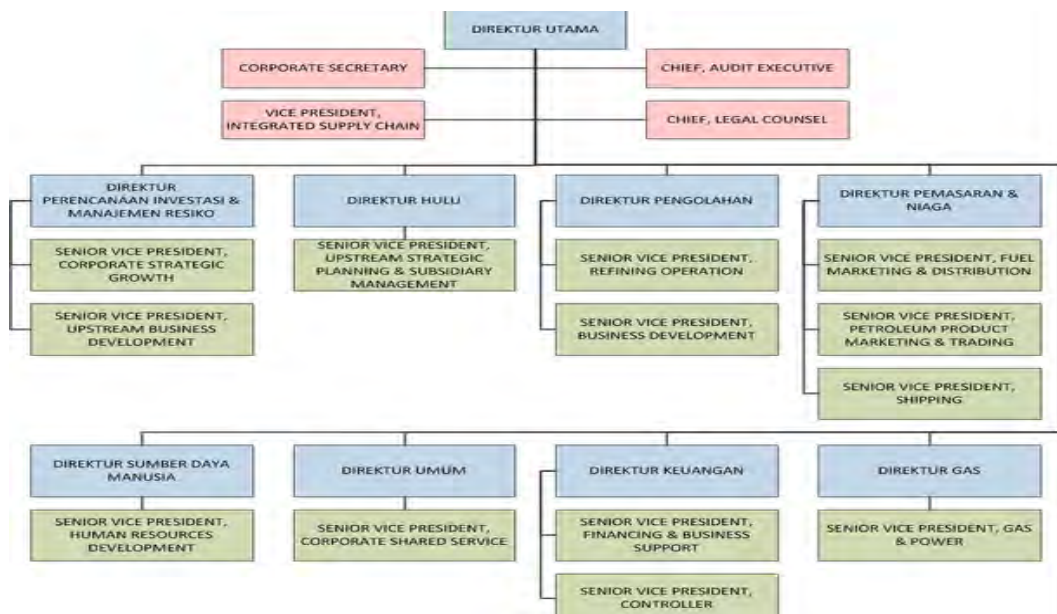 DIREKTUR UTAMA
CORPORATE SECRETARY
CHIEF, AUDIT EXECUTIVE
VICE PRESIDENT,
INTEGRATED SUPPLY CHAIN
CHIEF, LEGAL COUNSEL
DIREKTUR
PERENCANAAN INVESTASI &
MANAJEMEN RESIKO
DIREKTUR HULU
DIREKTUR PENGOLAHAN
DIREKTUR PEMASARAN &
NIAGA
SENIOR VICE PRESIDENT,
CORPORATE STRATEGIC
GROWTH
SENIOR VICE PRESIDENT,
UPSTREAM STRATEGIC
PLANNING & SUBSIDIARY
MANAGEMENT
SENIOR VICE PRESIDENT,
REFINING OPERATION
SENIOR VICE PRESIDENT, FUEL
MARKETING & DISTRIBUTION
SENIOR VICE PRESIDENT,
UPSTREAM BUSINESS
DEVELOPMENT
SENIOR VICE PRESIDENT,
BUSINESS DEVELOPMENT
SENIOR VICE PRESIDENT,
PETROLEUM PRODUCT
MARKETING & TRADING
SENIOR VICE PRESIDENT,
SHIPPING
DIREKTUR SUMBER DAYA
MANUSIA
DIREKTUR UMUM
DIREKTUR KEUANGAN
DIREKTUR GAS
SENIOR VICE PRESIDENT,
HUMAN RESOURCES
DEVELOPMENT
SENIOR VICE PRESIDENT,
CORPORATE SHARED SERVICE
SENIOR VICE PRESIDENT,
FINANCING & BUSINESS
SUPPORT
SENIOR VICE PRESIDENT, GAS
& POWER
SENIOR VICE PRESIDENT,
CONTROLLER